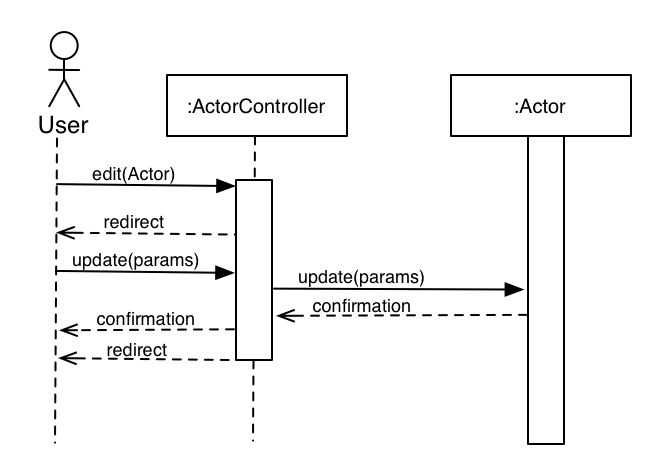 :ActorController
:Actor
User
edit(Actor)
redirect
update(params)
update(params)
confirmation
confirmation
redirect